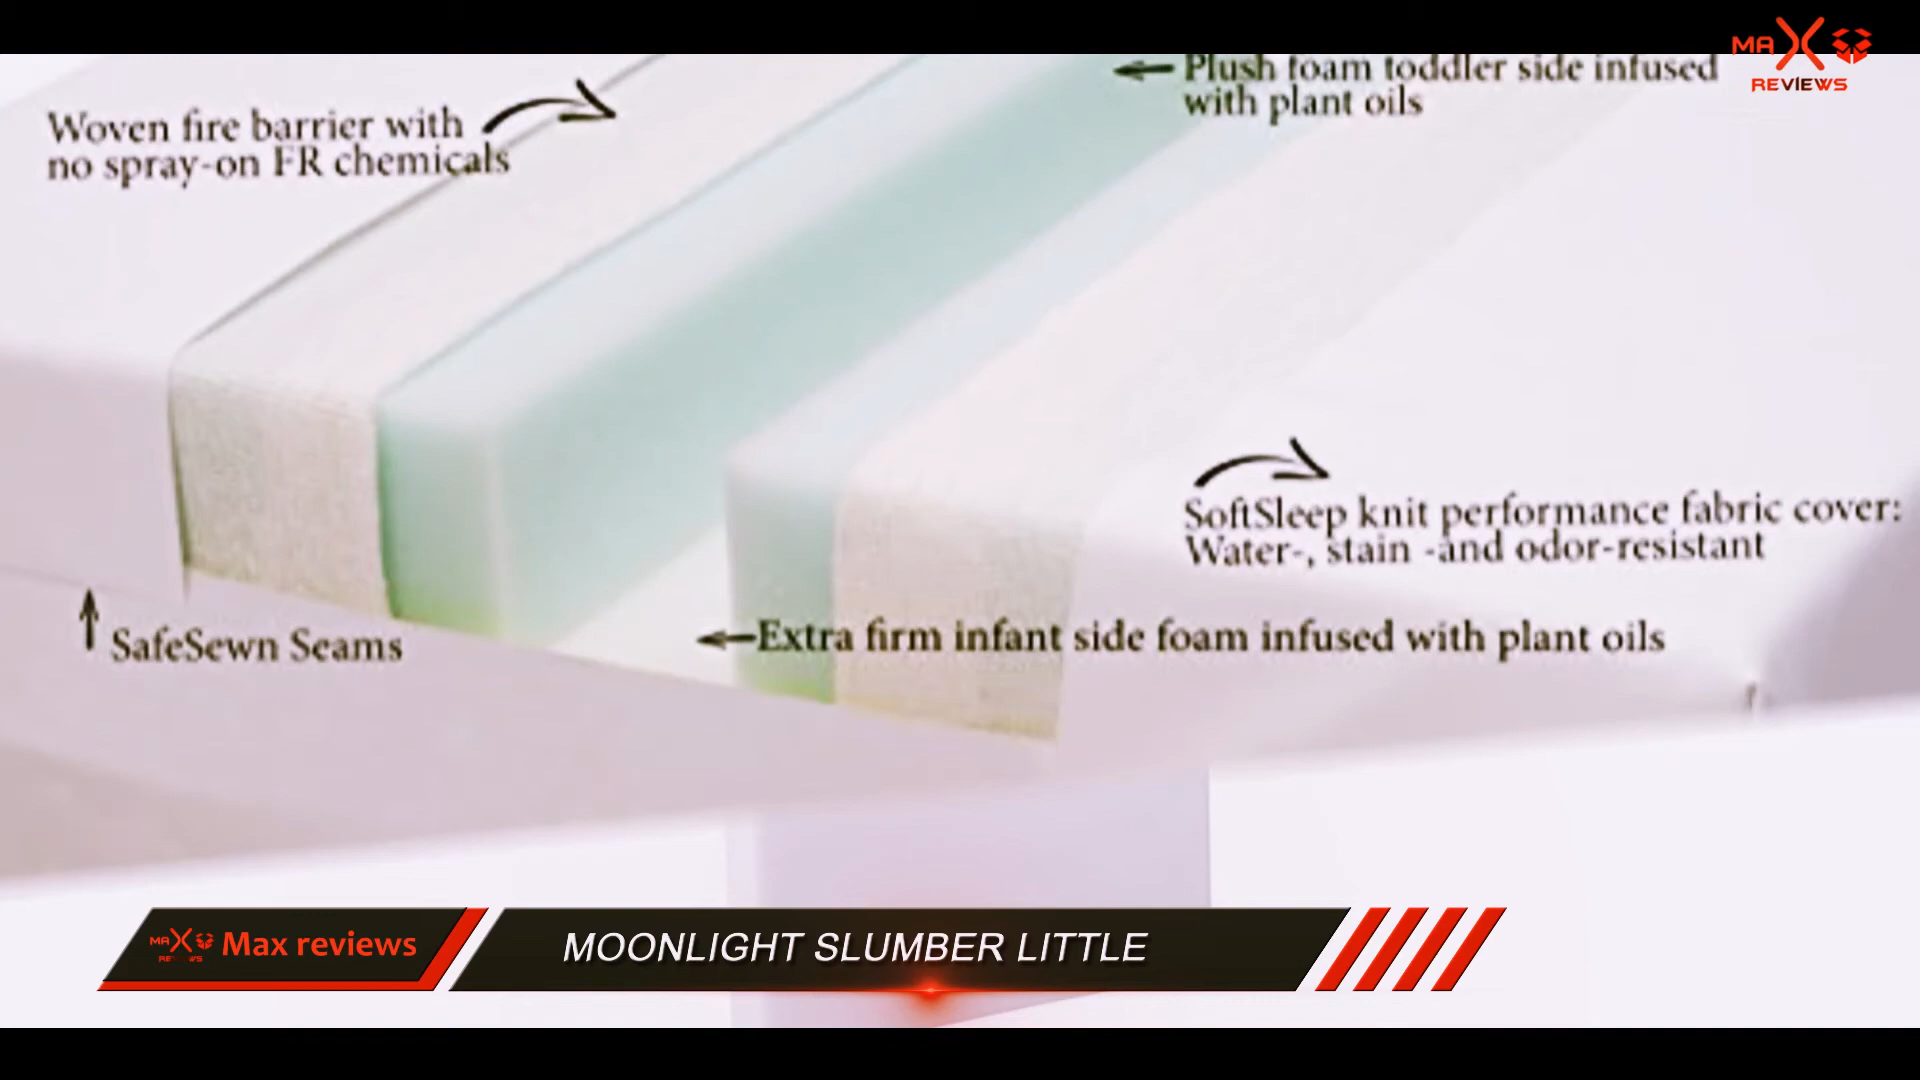 MAX
REVIEWS
Plush foam toddler side infused
with plant oils
Woven fire barrier with
no spray-on FR chemicals
SoftSleep knit performance fabric cover:
Water-, stain -and odor-resistant
Extra firm infant side foam infused with plant oils
SafeSewn Seams
MAX
REVIEWS
Max reviews
MOONLIGHT SLUMBER LITTLE